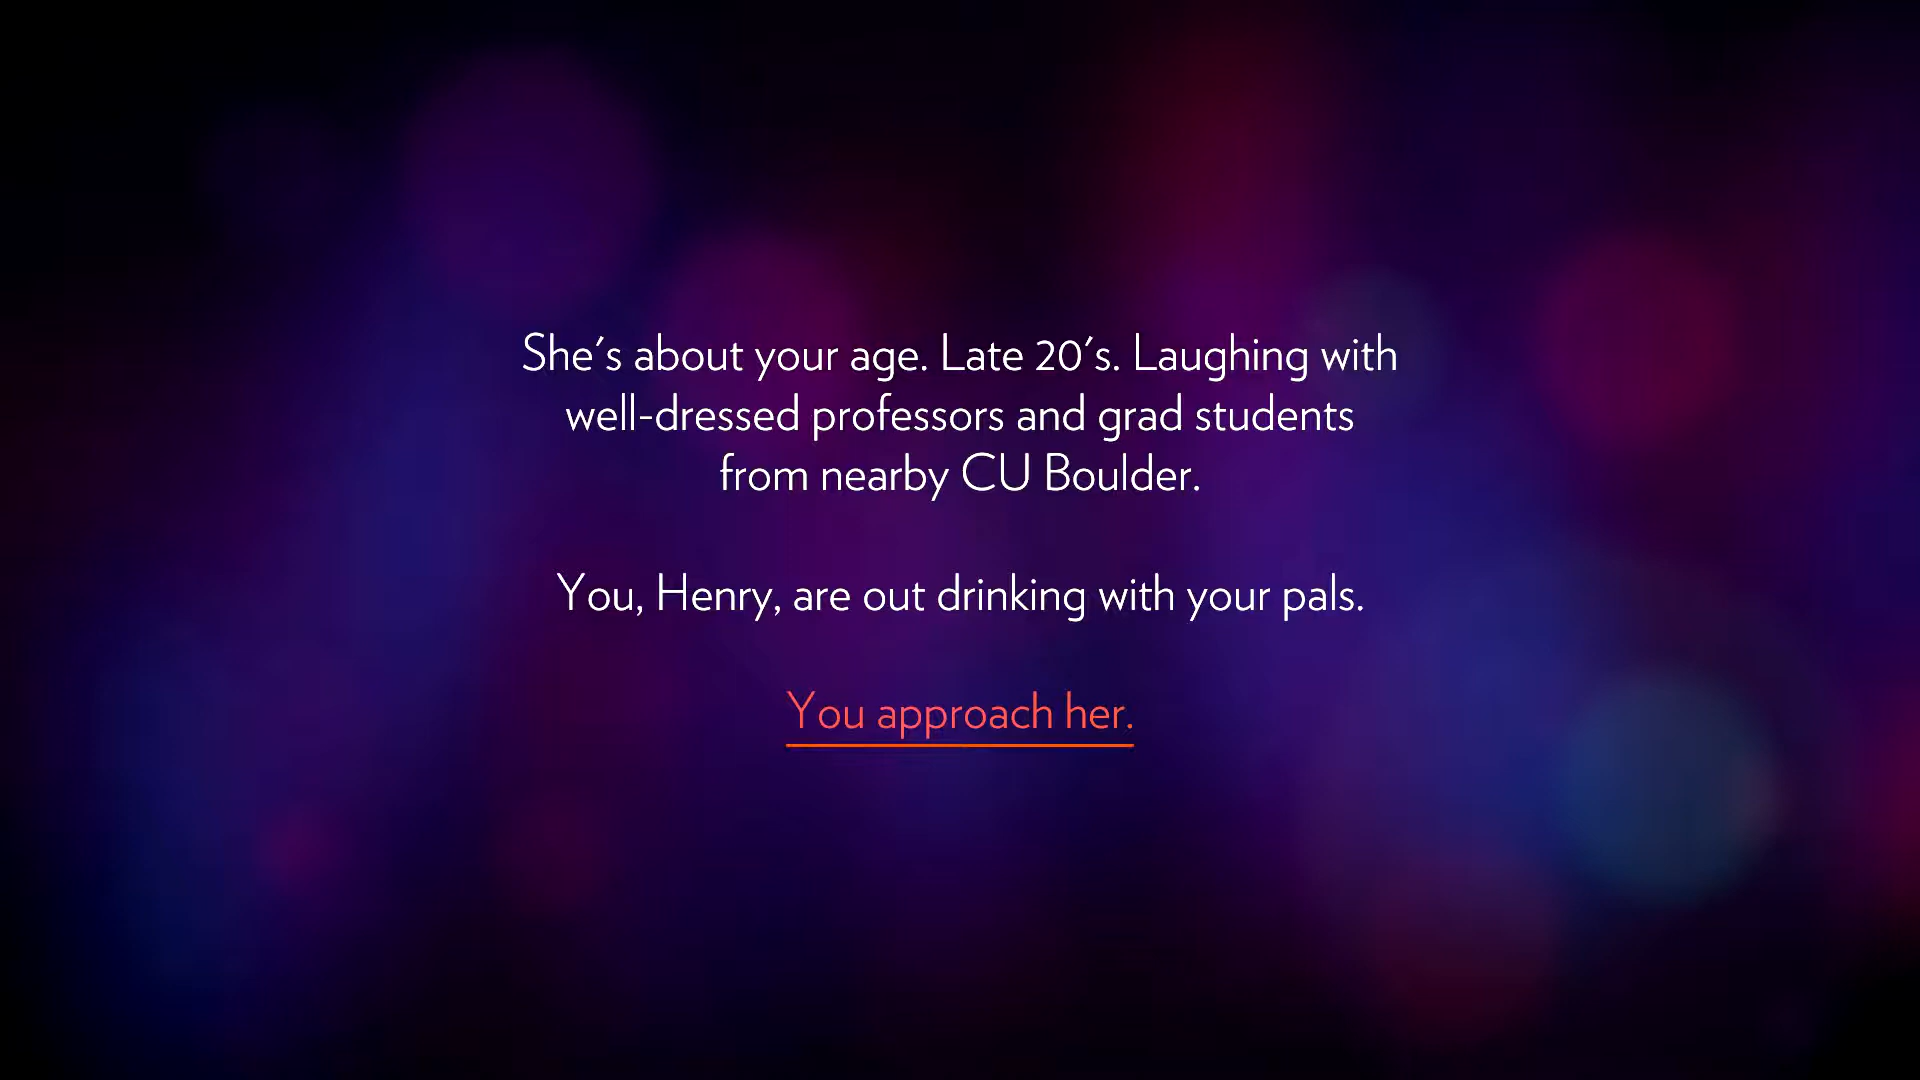 She's about your age. Late 20's. Laughing with
well-dressed professors and grad students
from nearby CU Boulder.
You, Henry, are out drinking with your pals.
You approach her.